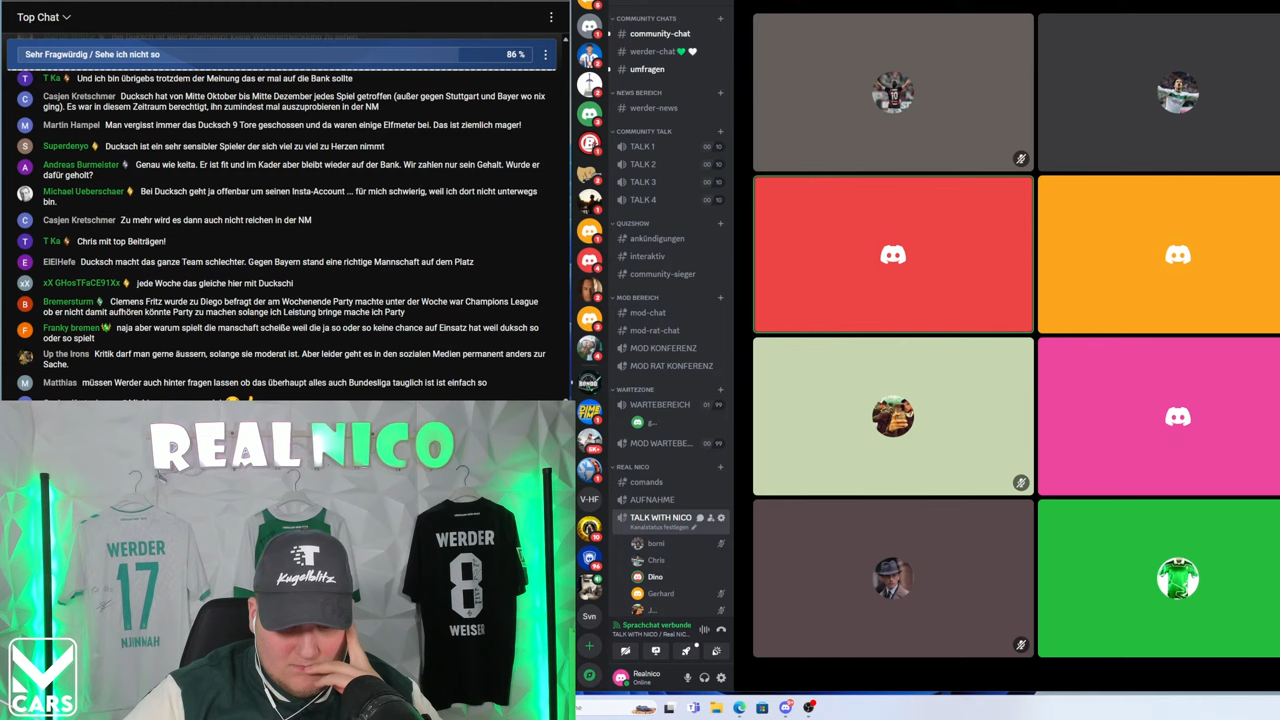 Top Chat
Sehr Fragwürdig / Sehe ich nicht so
86 %
T Ka Und ich bin übrigebs trotzdem der Meinung das er mal auf die Bank sollte
Casjen Kretschmer Ducksch hat von Mitte Oktober bis Mitte Dezember jedes Spiel getroffen (außer gegen Stuttgart und Bayer wo nix
ging). Es war in diesem Zeitraum berechtigt, ihn zumindest mal auszuprobieren in der NM
Martin Hampel Man vergisst immer das Ducksch 9 Tore geschossen und da waren einige Elfmeter bei. Das ist ziemlich mager!
Superdenyo Ducksch ist ein sehr sensibler Spieler der sich viel zu viel zu Herzen nimmt
Andreas Burmeister Genau wie keita. Er ist fit und im Kader aber bleibt wieder auf der Bank. Wir zahlen nur sein Gehalt. Wurde er
dafür geholt?
Michael Ueberschaer Bei Ducksch geht ja offenbar um seinen Insta-Account ... für mich schwierig, weil ich dort nicht unterwegs
bin.
Casjen Kretschmer Zu mehr wird es dann auch nicht reichen in der NM
T Ka Chris mit top Beiträgen!
ElElHefe Ducksch macht das ganze Team schlechter. Gegen Bayern stand eine richtige Mannschaft auf dem Platz
xX GHosTFaCE91Xx jede Woche das gleiche hier mit Duckschi
Bremersturm Clemens Fritz wurde zu Diego befragt der am Wochenende Party machte unter der Woche war Champions League
ob er nicht damit aufhören könnte Party zu machen solange ich Leistung bringe mache ich Party
Franky bremen naja aber warum spielt die manschaft scheiße weil die ja so oder so keine chance auf Einsatz hat weil duksch so
oder so spielt
Up the Irons Kritik darf man gerne äussern, solange sie moderat ist. Aber leider geht es in den sozialen Medien permanent anders zur
Sache.
Matthias müssen Werder auch hinter fragen lassen ob das überhaupt alles auch Bundesliga tauglich ist ist einfach so
REALNICO
WERDER
17
NJINMAH
Kugelblitz
WERDER
8
WEISER
CARS
COMMUNITY CHATS
community-chat
werder-chat
umfragen
NEWS BEREICH
werder-news
COMMUNITY TALK
TALK 1 00 10
TALK 2 00 10
TALK 3 00 10
TALK 4 00 10
QUIZSHOW
ankündigungen
interaktiv
community-sieger
MOD BEREICH
mod-chat
mod-rat-chat
MOD KONFERENZ
MOD RAT KONFERENZ
WARTEZONE
WARTEBEREICH 01 99
g...
MOD WARTEBE... 00 99
REAL NICO
comands
AUFNAHME
TALK WITH NICO
Kanalstatus festlegen
borni
Chris
Dino
Gerhard
J...
Sprachchat verbunde
TALK WITH NICO / Real NIC...
Realnico
Online
V-HF
Svn